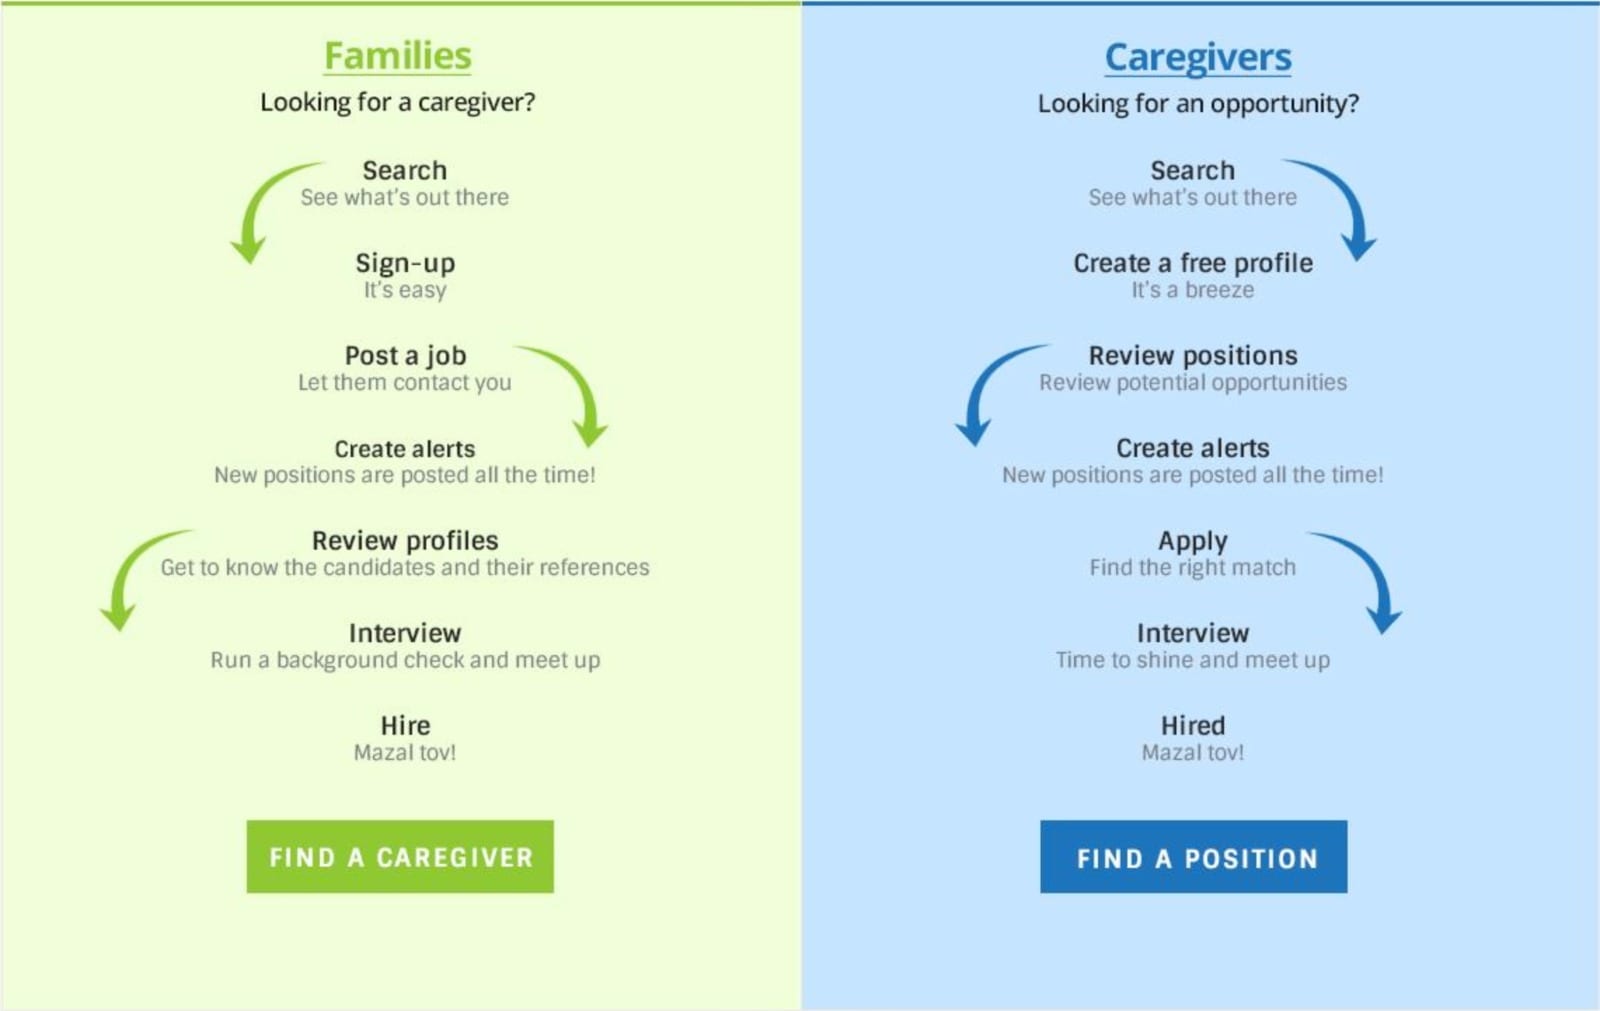 Families
Looking for a caregiver?
Search
See what's out there
Sign-up
It's easy
Post a job
Let them contact you
Create alerts
New positions are posted all the time!
Review profiles
Get to know the candidates and their references
Interview
Run a background check and meet up
Hire
Mazal tov!
FIND A CAREGIVER
Caregivers
Looking for an opportunity?
Search
See what's out there
Create a free profile
It's a breeze
Review positions
Review potential opportunities
Create alerts
New positions are posted all the time!
Apply
Find the right match
Interview
Time to shine and meet up
Hired
Mazal tov!
FIND A POSITION